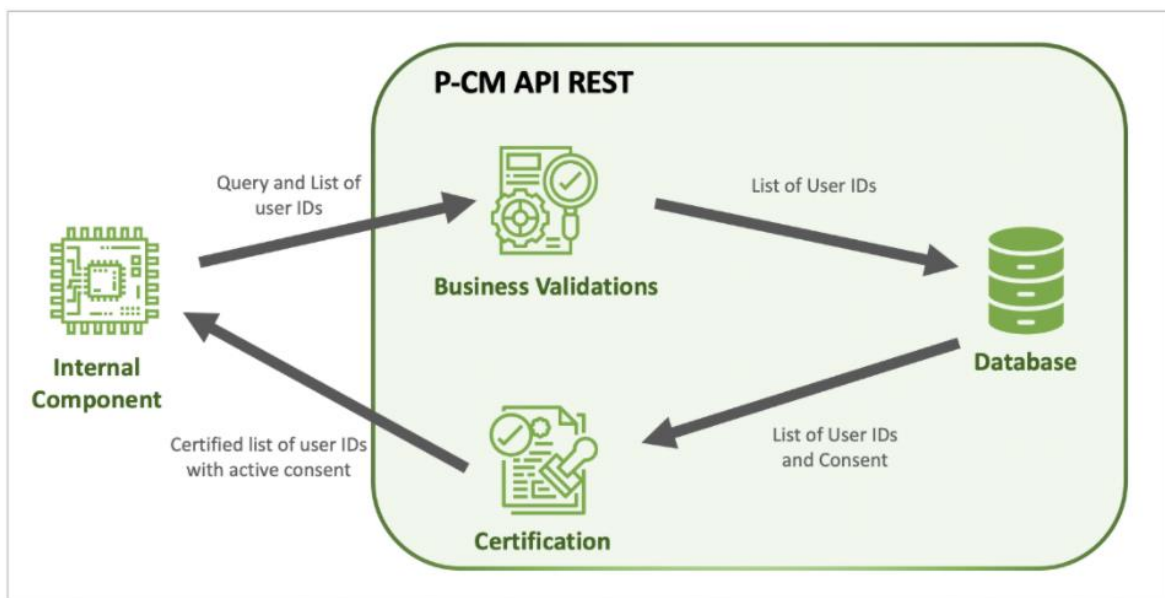 P-CM API REST
Query and List of
user IDs
List of User IDs
Business Validations
Internal
Component
Database
Certified list of user IDs
with active consent
List of User IDs
and Consent
Certification